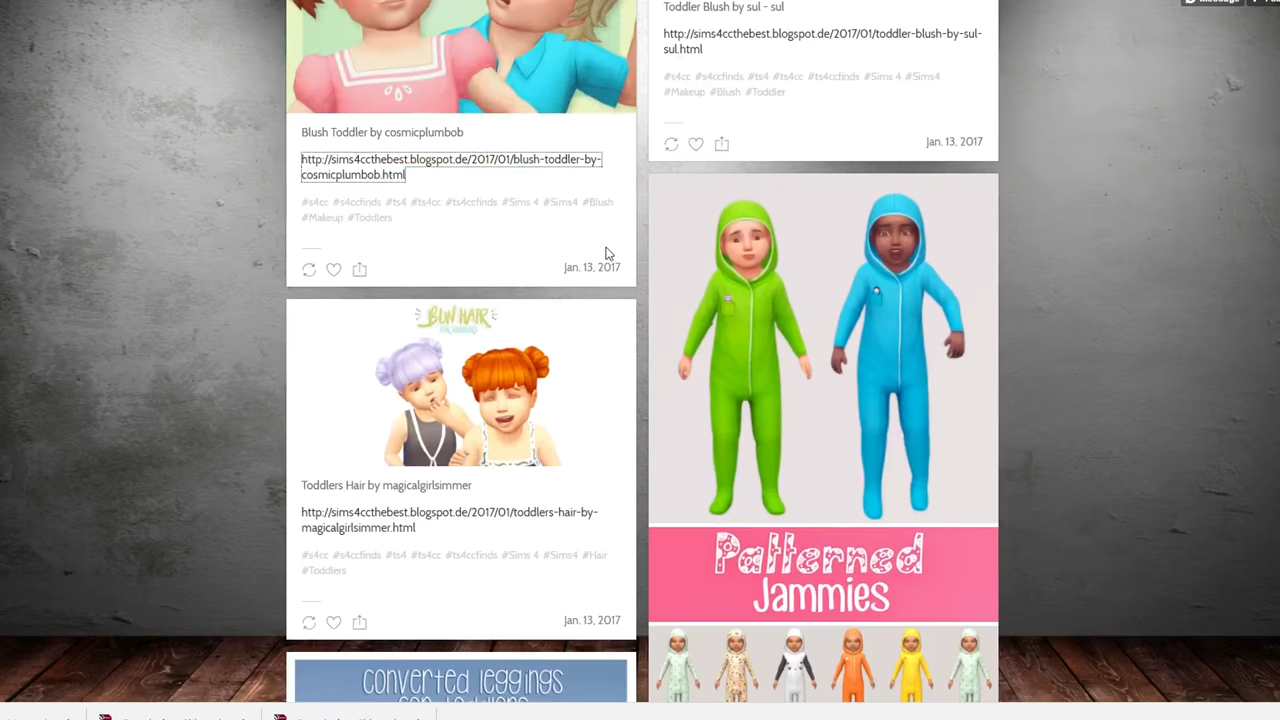 Blush Toddler by cosmicplumbob
http://sims4ccthebest.blogspot.de/2017/01/blush-toddler-by-
cosmicplumbob.html
#s4cc #s4ccfinds #ts4 #ts4cc #ts4ccfinds #Sims 4 #Sims4 #Blush
#Makeup #Toddlers
Jan. 13, 2017
BUN HAIR
Toddlers Hair by magicalgirlsimmer
http://sims4ccthebest.blogspot.de/2017/01/toddlers-hair-by-
magicalgirlsimmer.html
#s4cc #s4ccfinds #ts4 #ts4cc #ts4ccfinds #Sims 4 #Sims4 #Hair
#Toddlers
Jan. 13, 2017
converted leggings
Toddler Blush by sul - sul
http://sims4ccthebest.blogspot.de/2017/01/toddler-blush-by-sul-
sul.html
#s4cc #s4ccfinds #ts4 #ts4cc #ts4ccfinds #Sims 4 #Sims4
#Makeup #Blush #Toddler
Jan. 13, 2017
Patterned
Jammies